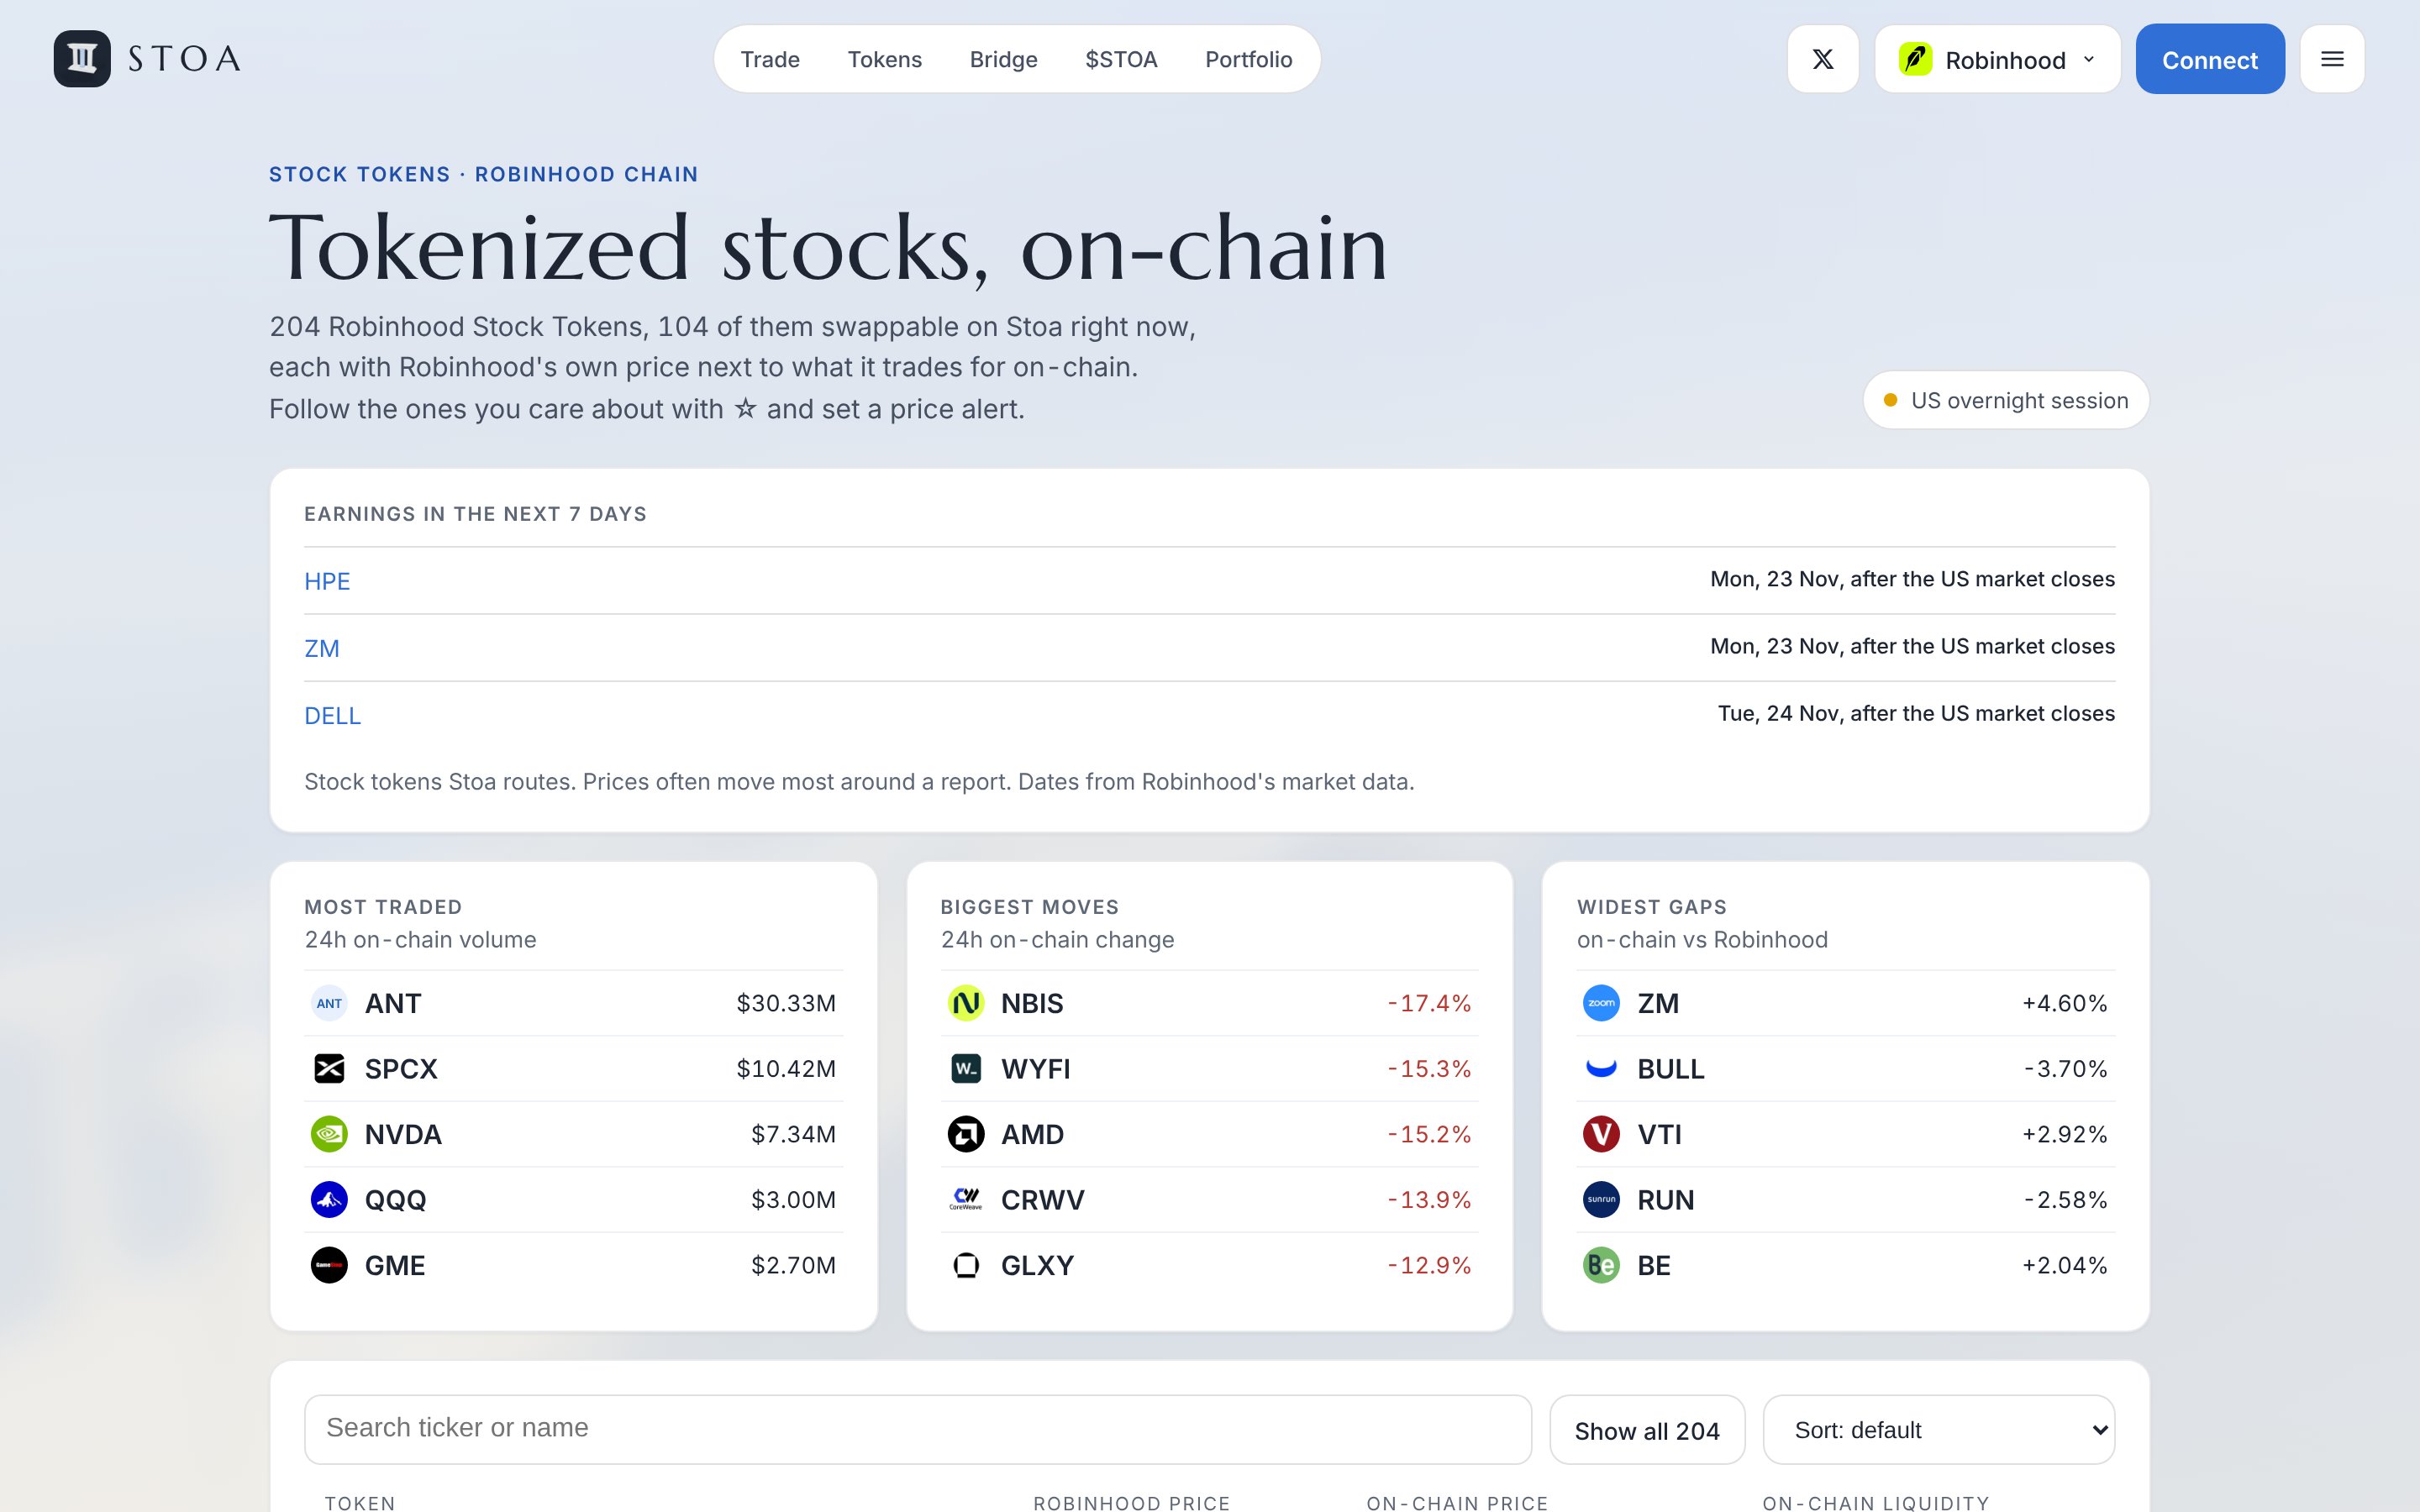 STOA
Trade
Tokens
Bridge
$STOA
Portfolio
Robinhood
Connect
STOCK TOKENS · ROBINHOOD CHAIN
Tokenized stocks, on-chain
204 Robinhood Stock Tokens, 104 of them swappable on Stoa right now,
each with Robinhood's own price next to what it trades for on-chain.
Follow the ones you care about with ☆ and set a price alert.
US overnight session
EARNINGS IN THE NEXT 7 DAYS
HPE Mon, 23 Nov, after the US market closes
ZM Mon, 23 Nov, after the US market closes
DELL Tue, 24 Nov, after the US market closes
Stock tokens Stoa routes. Prices often move most around a report. Dates from Robinhood's market data.
MOST TRADED
24h on-chain volume
ANT ANT $30.33M
SPCX $10.42M
NVDA $7.34M
QQQ $3.00M
GameStop GME $2.70M
BIGGEST MOVES
24h on-chain change
NBIS -17.4%
W_ WYFI -15.3%
AMD -15.2%
CoreWeave CRWV -13.9%
GLXY -12.9%
WIDEST GAPS
on-chain vs Robinhood
zoom ZM +4.60%
BULL -3.70%
V VTI +2.92%
sunrun RUN -2.58%
Be BE +2.04%
Search ticker or name
Show all 204
Sort: default
TOKEN ROBINHOOD PRICE ON-CHAIN PRICE ON-CHAIN LIQUIDITY